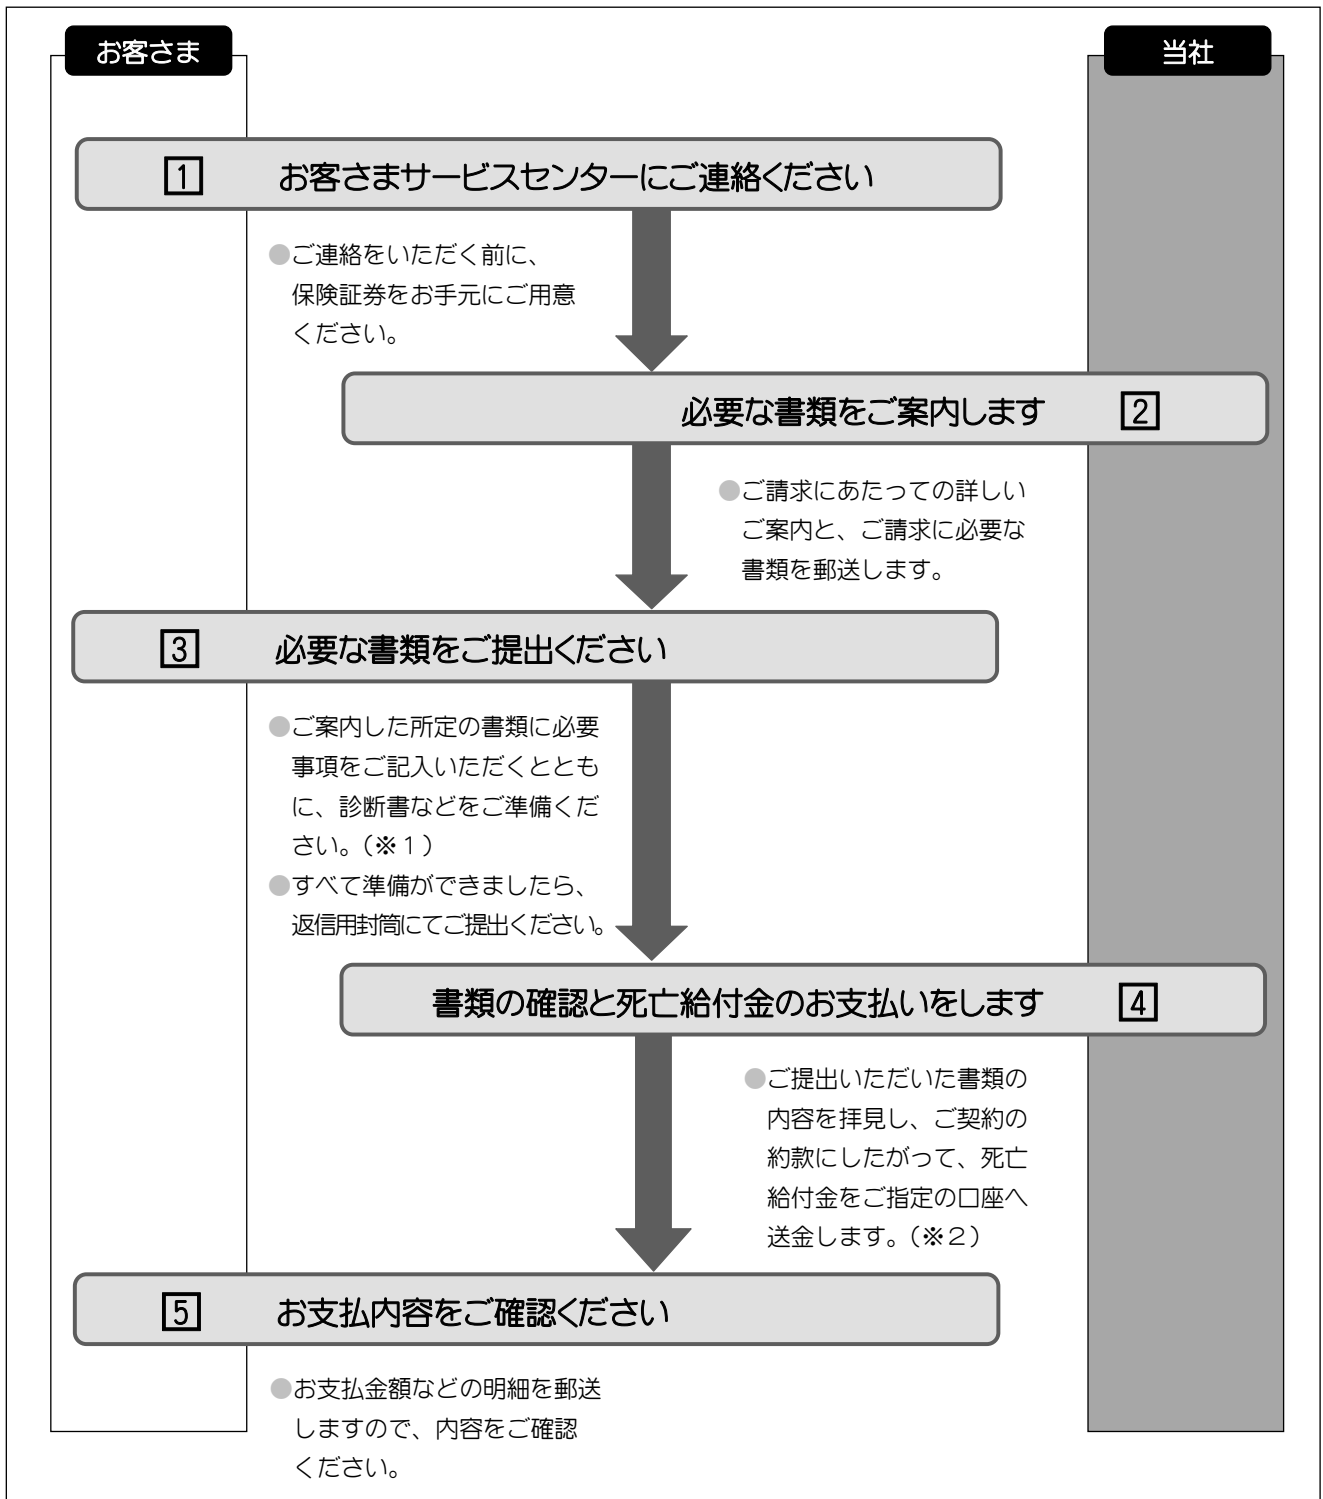 お客さま
当社
1 お客さまサービスセンターにご連絡ください
●ご連絡をいただく前に、
保険証券をお手元にご用意
ください。
必要な書類をご案内します 2
●ご請求にあたっての詳しい
ご案内と、ご請求に必要な
書類を郵送します。
3 必要な書類をご提出ください
●ご案内した所定の書類に必要
事項をご記入いただくととも
に、診断書などをご準備くだ
さい。（※１）
●すべて準備ができましたら、
返信用封筒にてご提出ください。
書類の確認と死亡給付金のお支払いをします 4
●ご提出いただいた書類の
内容を拝見し、ご契約の
約款にしたがって、死亡
給付金をご指定の口座へ
送金します。（※２）
5 お支払内容をご確認ください
●お支払金額などの明細を郵送
しますので、内容をご確認
ください。